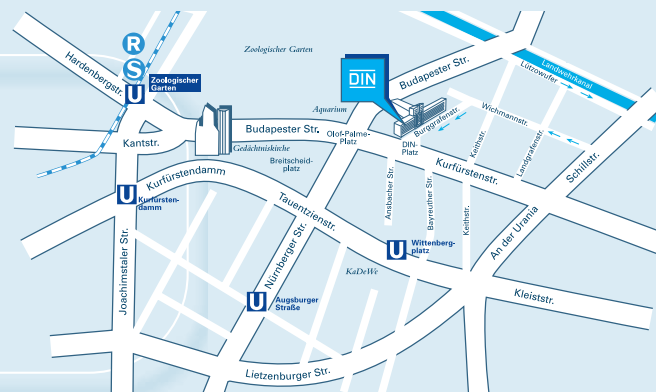 R
S
U
Zoologischer
Garten
Hardenbergstr.
Zoologischer Garten
DIN
Budapester Str.
Landwehrkanal
Lützowufer
Aquarium
Burggrafenstr.
Wichmannstr.
Budapester Str.
Olof-Palme-
Platz
DIN-
Platz
Keithstr.
Landgrafenstr.
Schillstr.
Kantstr.
Gedächtniskirche
Breitscheid-
platz
Kurfürstenstr.
Kurfürstendamm
U
Kurfürsten-
damm
Tauentzienstr.
Ansbacher Str.
Bayreuther Str.
Keithstr.
An der Urania
Joachimstaler Str.
Nürnberger Str.
U
Wittenberg-
platz
KaDeWe
Kleiststr.
U
Augsburger
Straße
Lietzenburger Str.